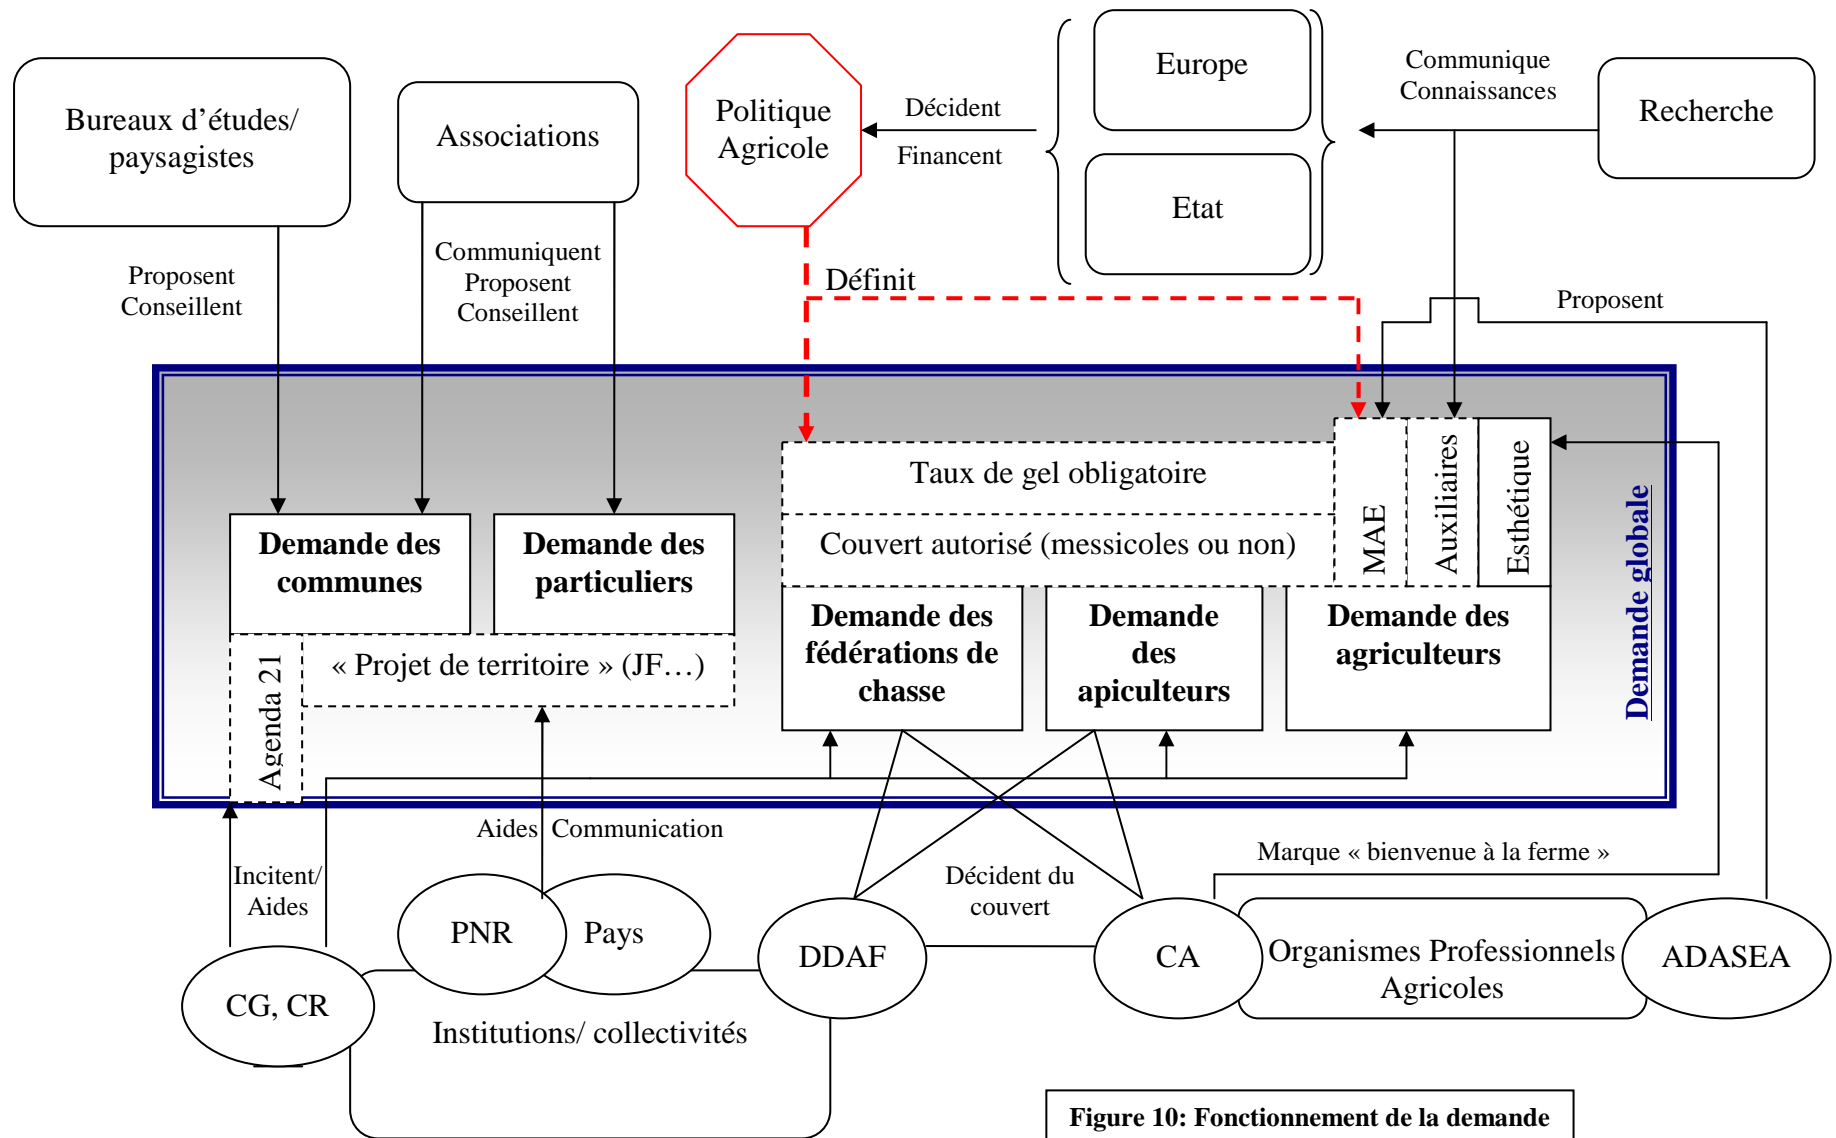 Bureaux d'études/
paysagistes
Associations
Politique
Agricole
Décident
Financent
Europe
Etat
Communique
Connaissances
Recherche
Proposent
Conseillent
Communiquent
Proposent
Conseillent
Définit
Proposent
Taux de gel obligatoire
Couvert autorisé (messicoles ou non)
MAE
Auxiliaires
Esthétique
Demande globale
Demande des
communes
Demande des
particuliers
Demande des
fédérations de
chasse
Demande
des
apiculteurs
Demande des
agriculteurs
Agenda 21
« Projet de territoire » (JF…)
Aides Communication
Incitent/
Aides
Décident du
couvert
Marque « bienvenue à la ferme »
CG, CR
PNR
Pays
Institutions/ collectivités
DDAF
CA
Organismes Professionnels
Agricoles
ADASEA
Figure 10: Fonctionnement de la demande